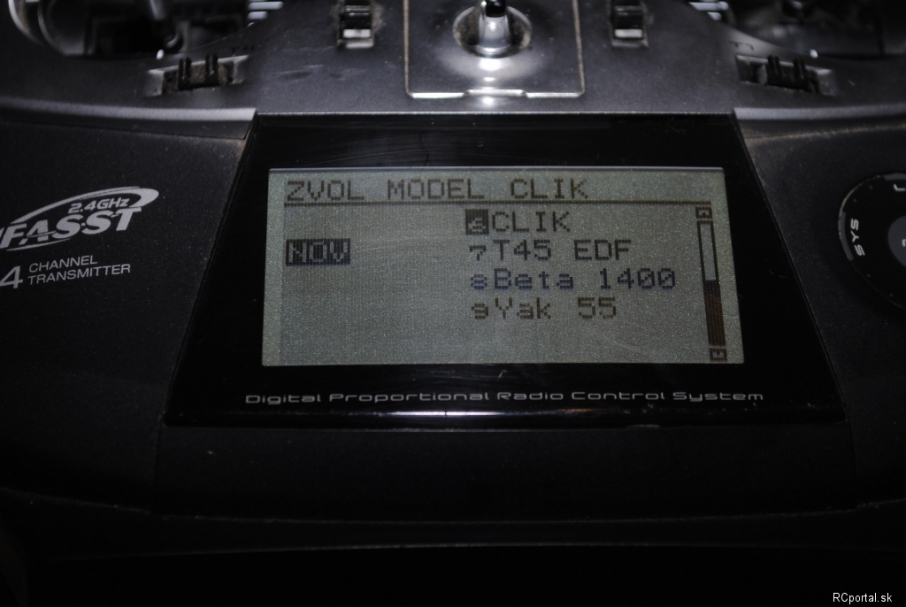 2.4GHz
FASST
4 CHANNEL
TRANSMITTER
ZVOL MODEL CLIK
6CLIK
NOV
7T45 EDF
8Beta 1400
9Yak 55
Digital Proportional Radio Control System
SYS
RCportal.sk